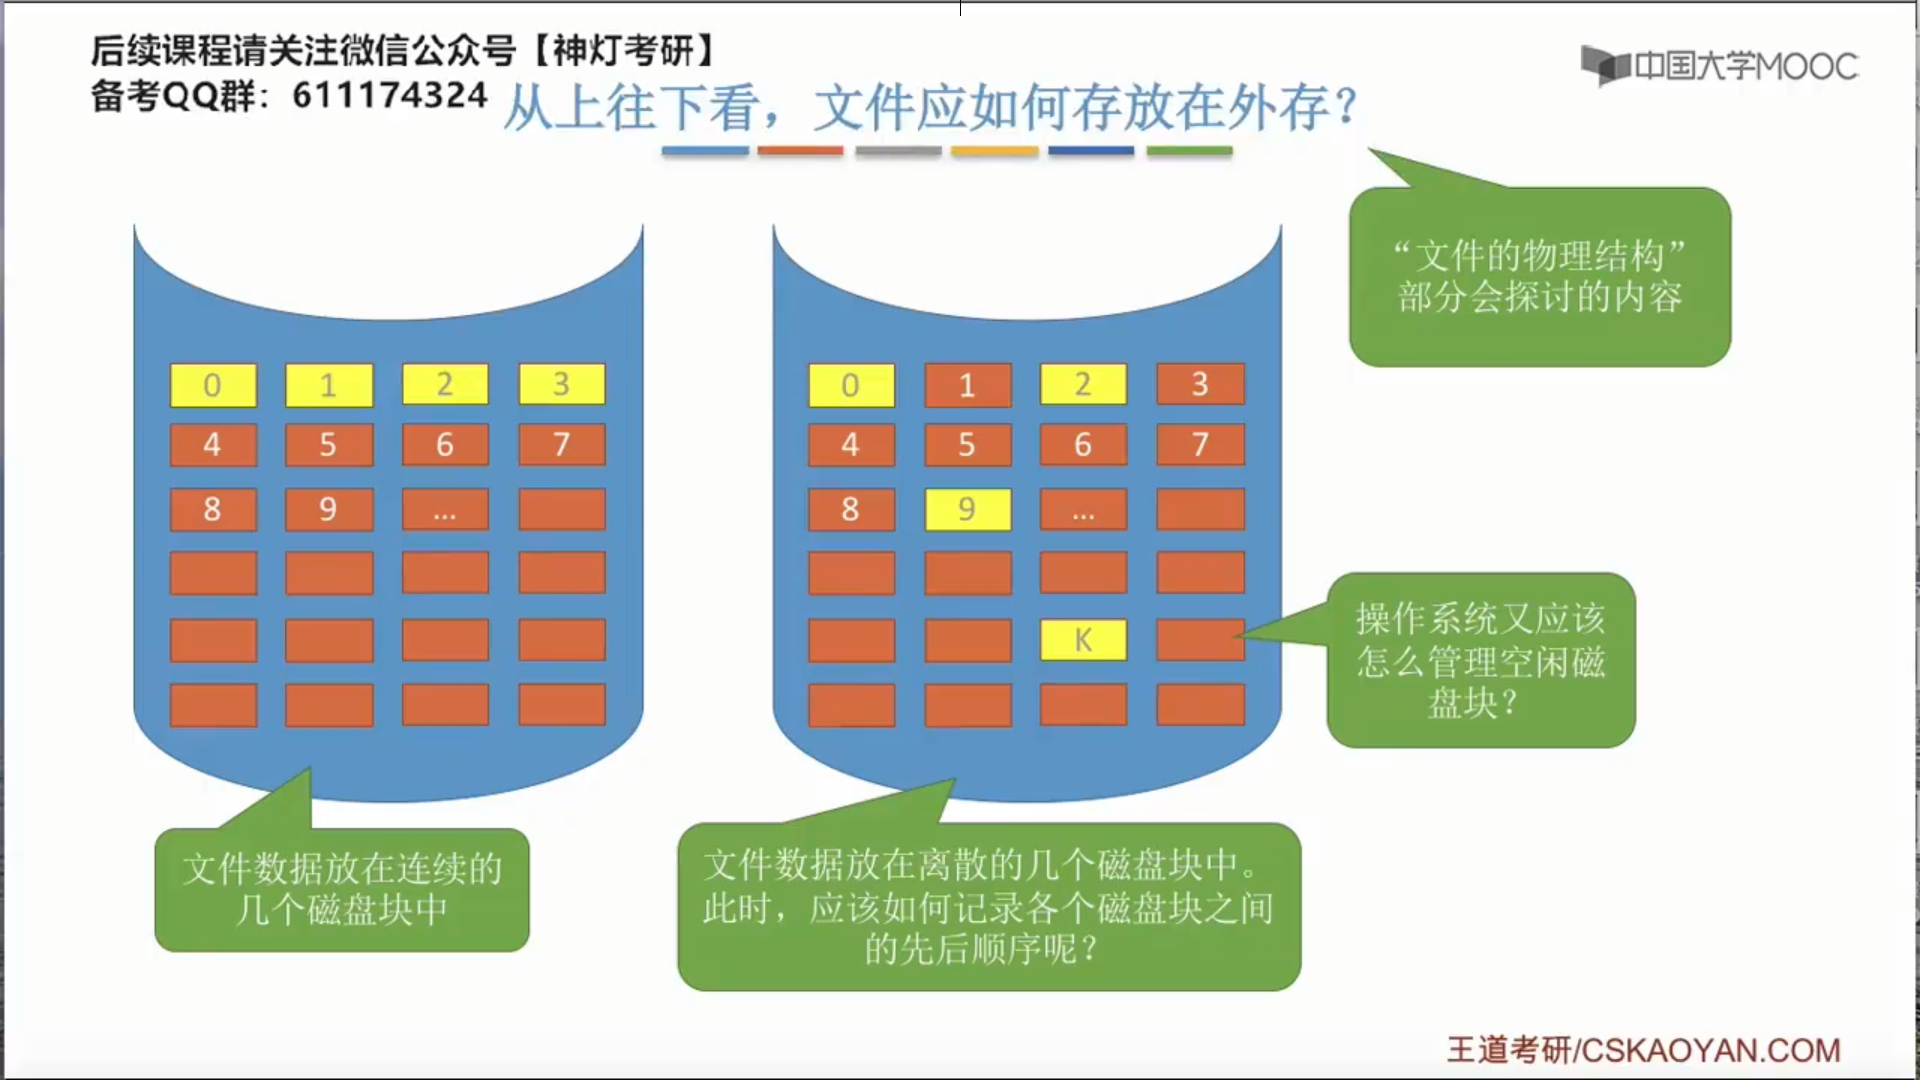 后续课程请关注微信公众号【神灯考研】
备考QQ群：611174324
中国大学MOOC
从上往下看，文件应如何存放在外存？
“文件的物理结构”
部分会探讨的内容
0 1 2 3
4 5 6 7
8 9 ...
0 1 2 3
4 5 6 7
8 9 ...
K
操作系统又应该
怎么管理空闲磁
盘块？
文件数据放在连续的
几个磁盘块中
文件数据放在离散的几个磁盘块中。
此时，应该如何记录各个磁盘块之间
的先后顺序呢？
王道考研/CSKAOYAN.COM